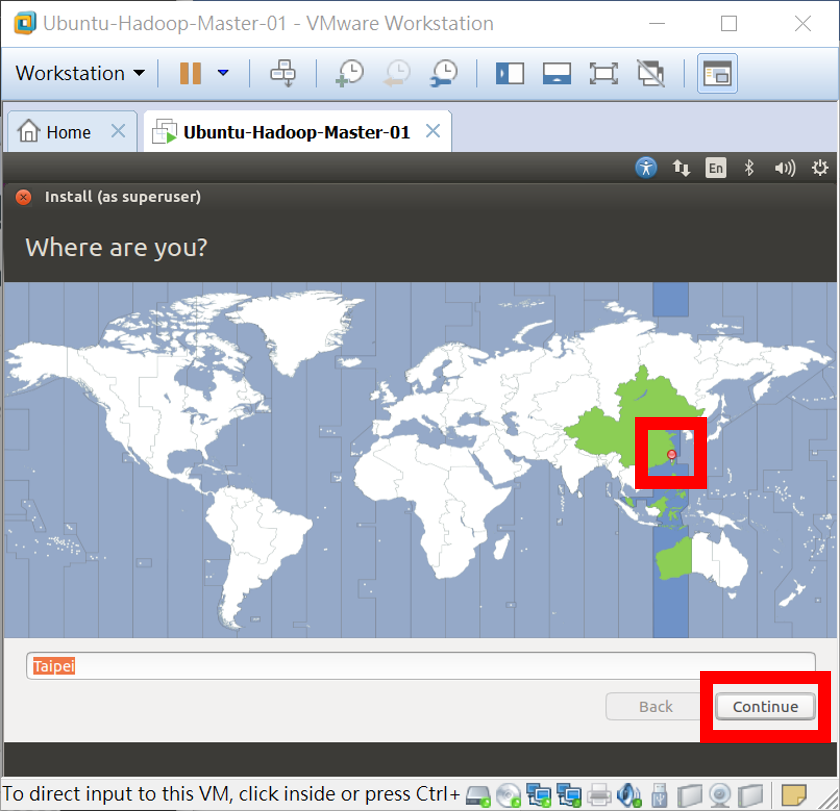 Ubuntu-Hadoop-Master-01 - VMware Workstation
Workstation
Home
Ubuntu-Hadoop-Master-01
En
Install (as superuser)
Where are you?
Taipei
Back
Continue
To direct input to this VM, click inside or press Ctrl+